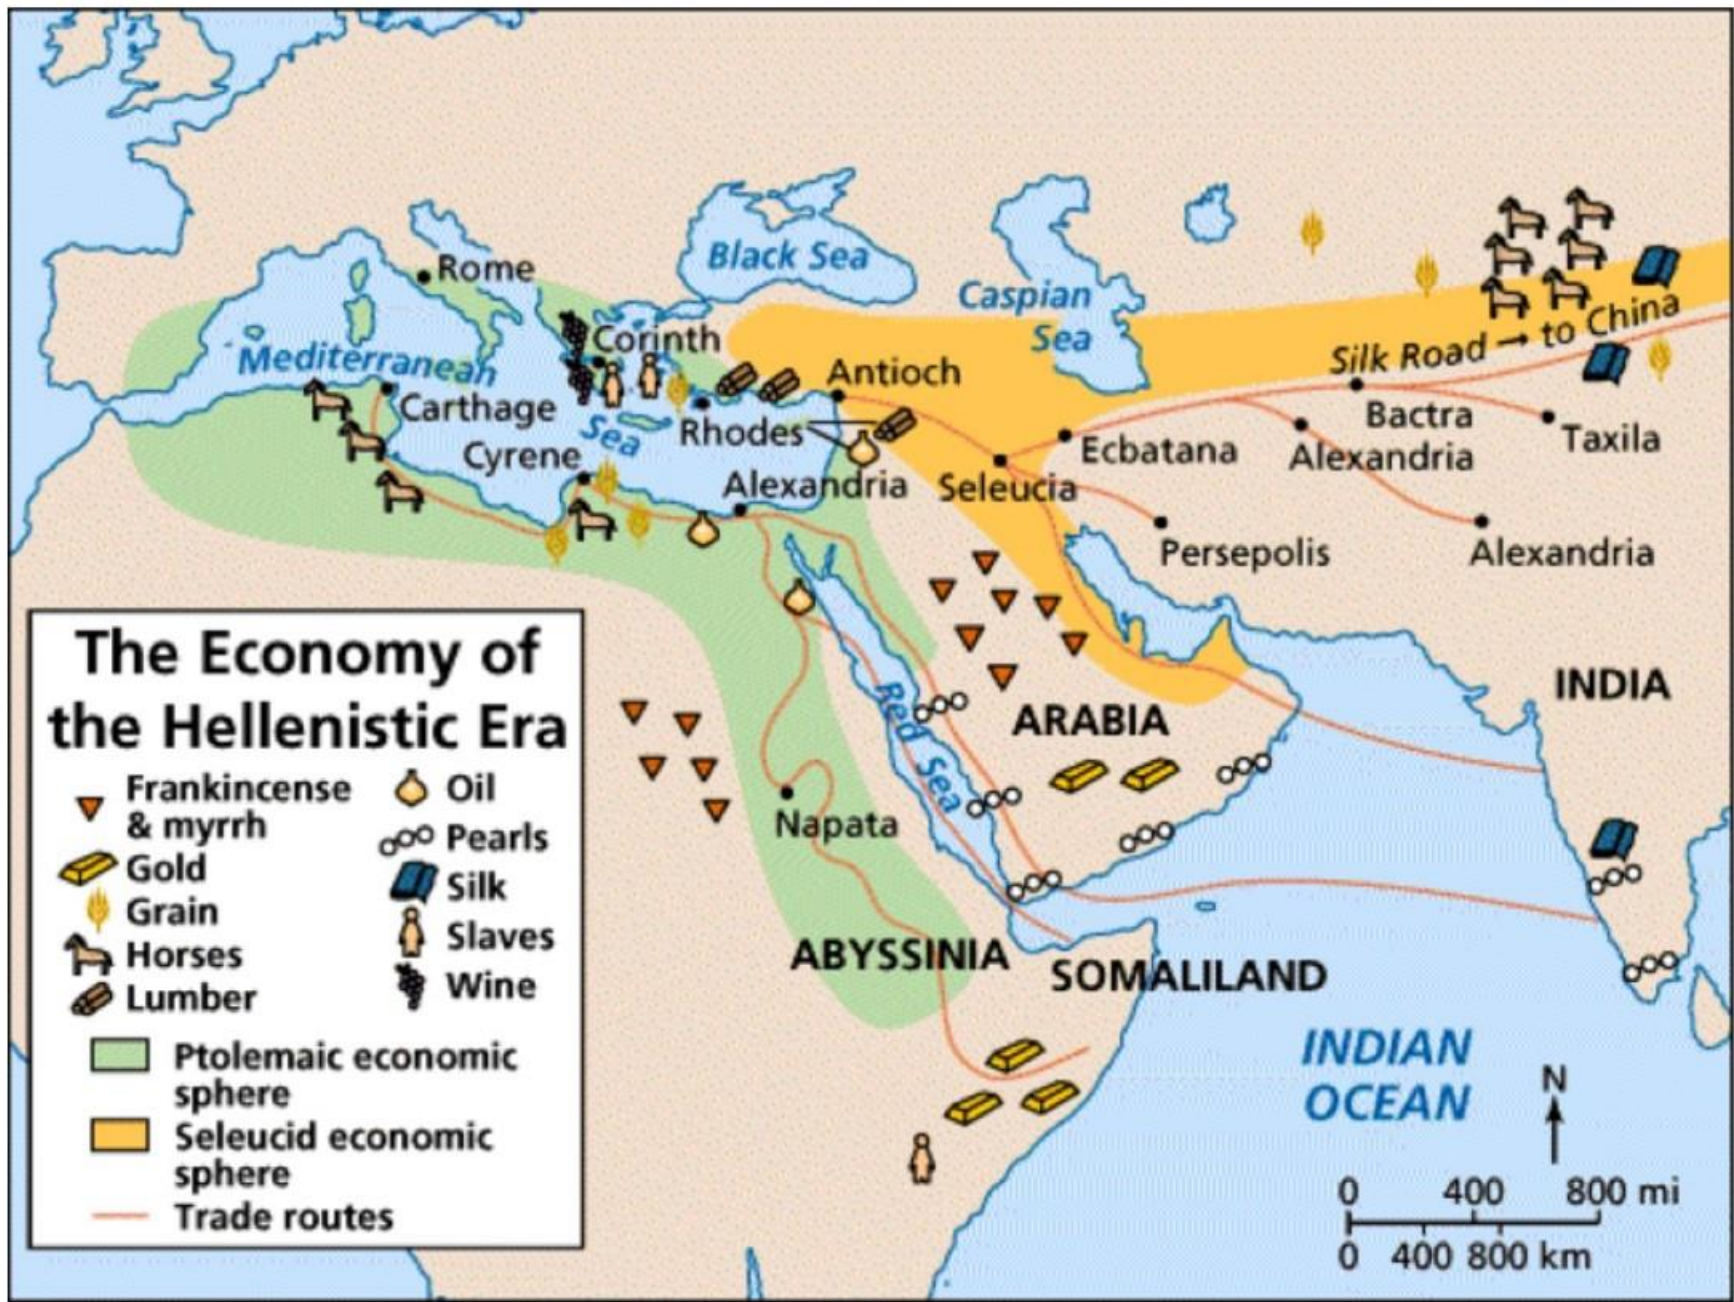 Black Sea
Rome
Caspian
Sea
Silk Road → to China
Corinth
Mediterranean
Sea
Antioch
Carthage
Rhodes
Bactra
Taxila
Cyrene
Ecbatana
Alexandria
Alexandria
Seleucia
Persepolis
Alexandria
INDIA
ARABIA
Red Sea
Napata
ABYSSINIA
SOMALILAND
INDIAN
OCEAN
The Economy of
the Hellenistic Era
Frankincense
& myrrh
Gold
Grain
Horses
Lumber
Oil
Pearls
Silk
Slaves
Wine
Ptolemaic economic
sphere
Seleucid economic
sphere
Trade routes
N
0 400 800 mi
0 400 800 km